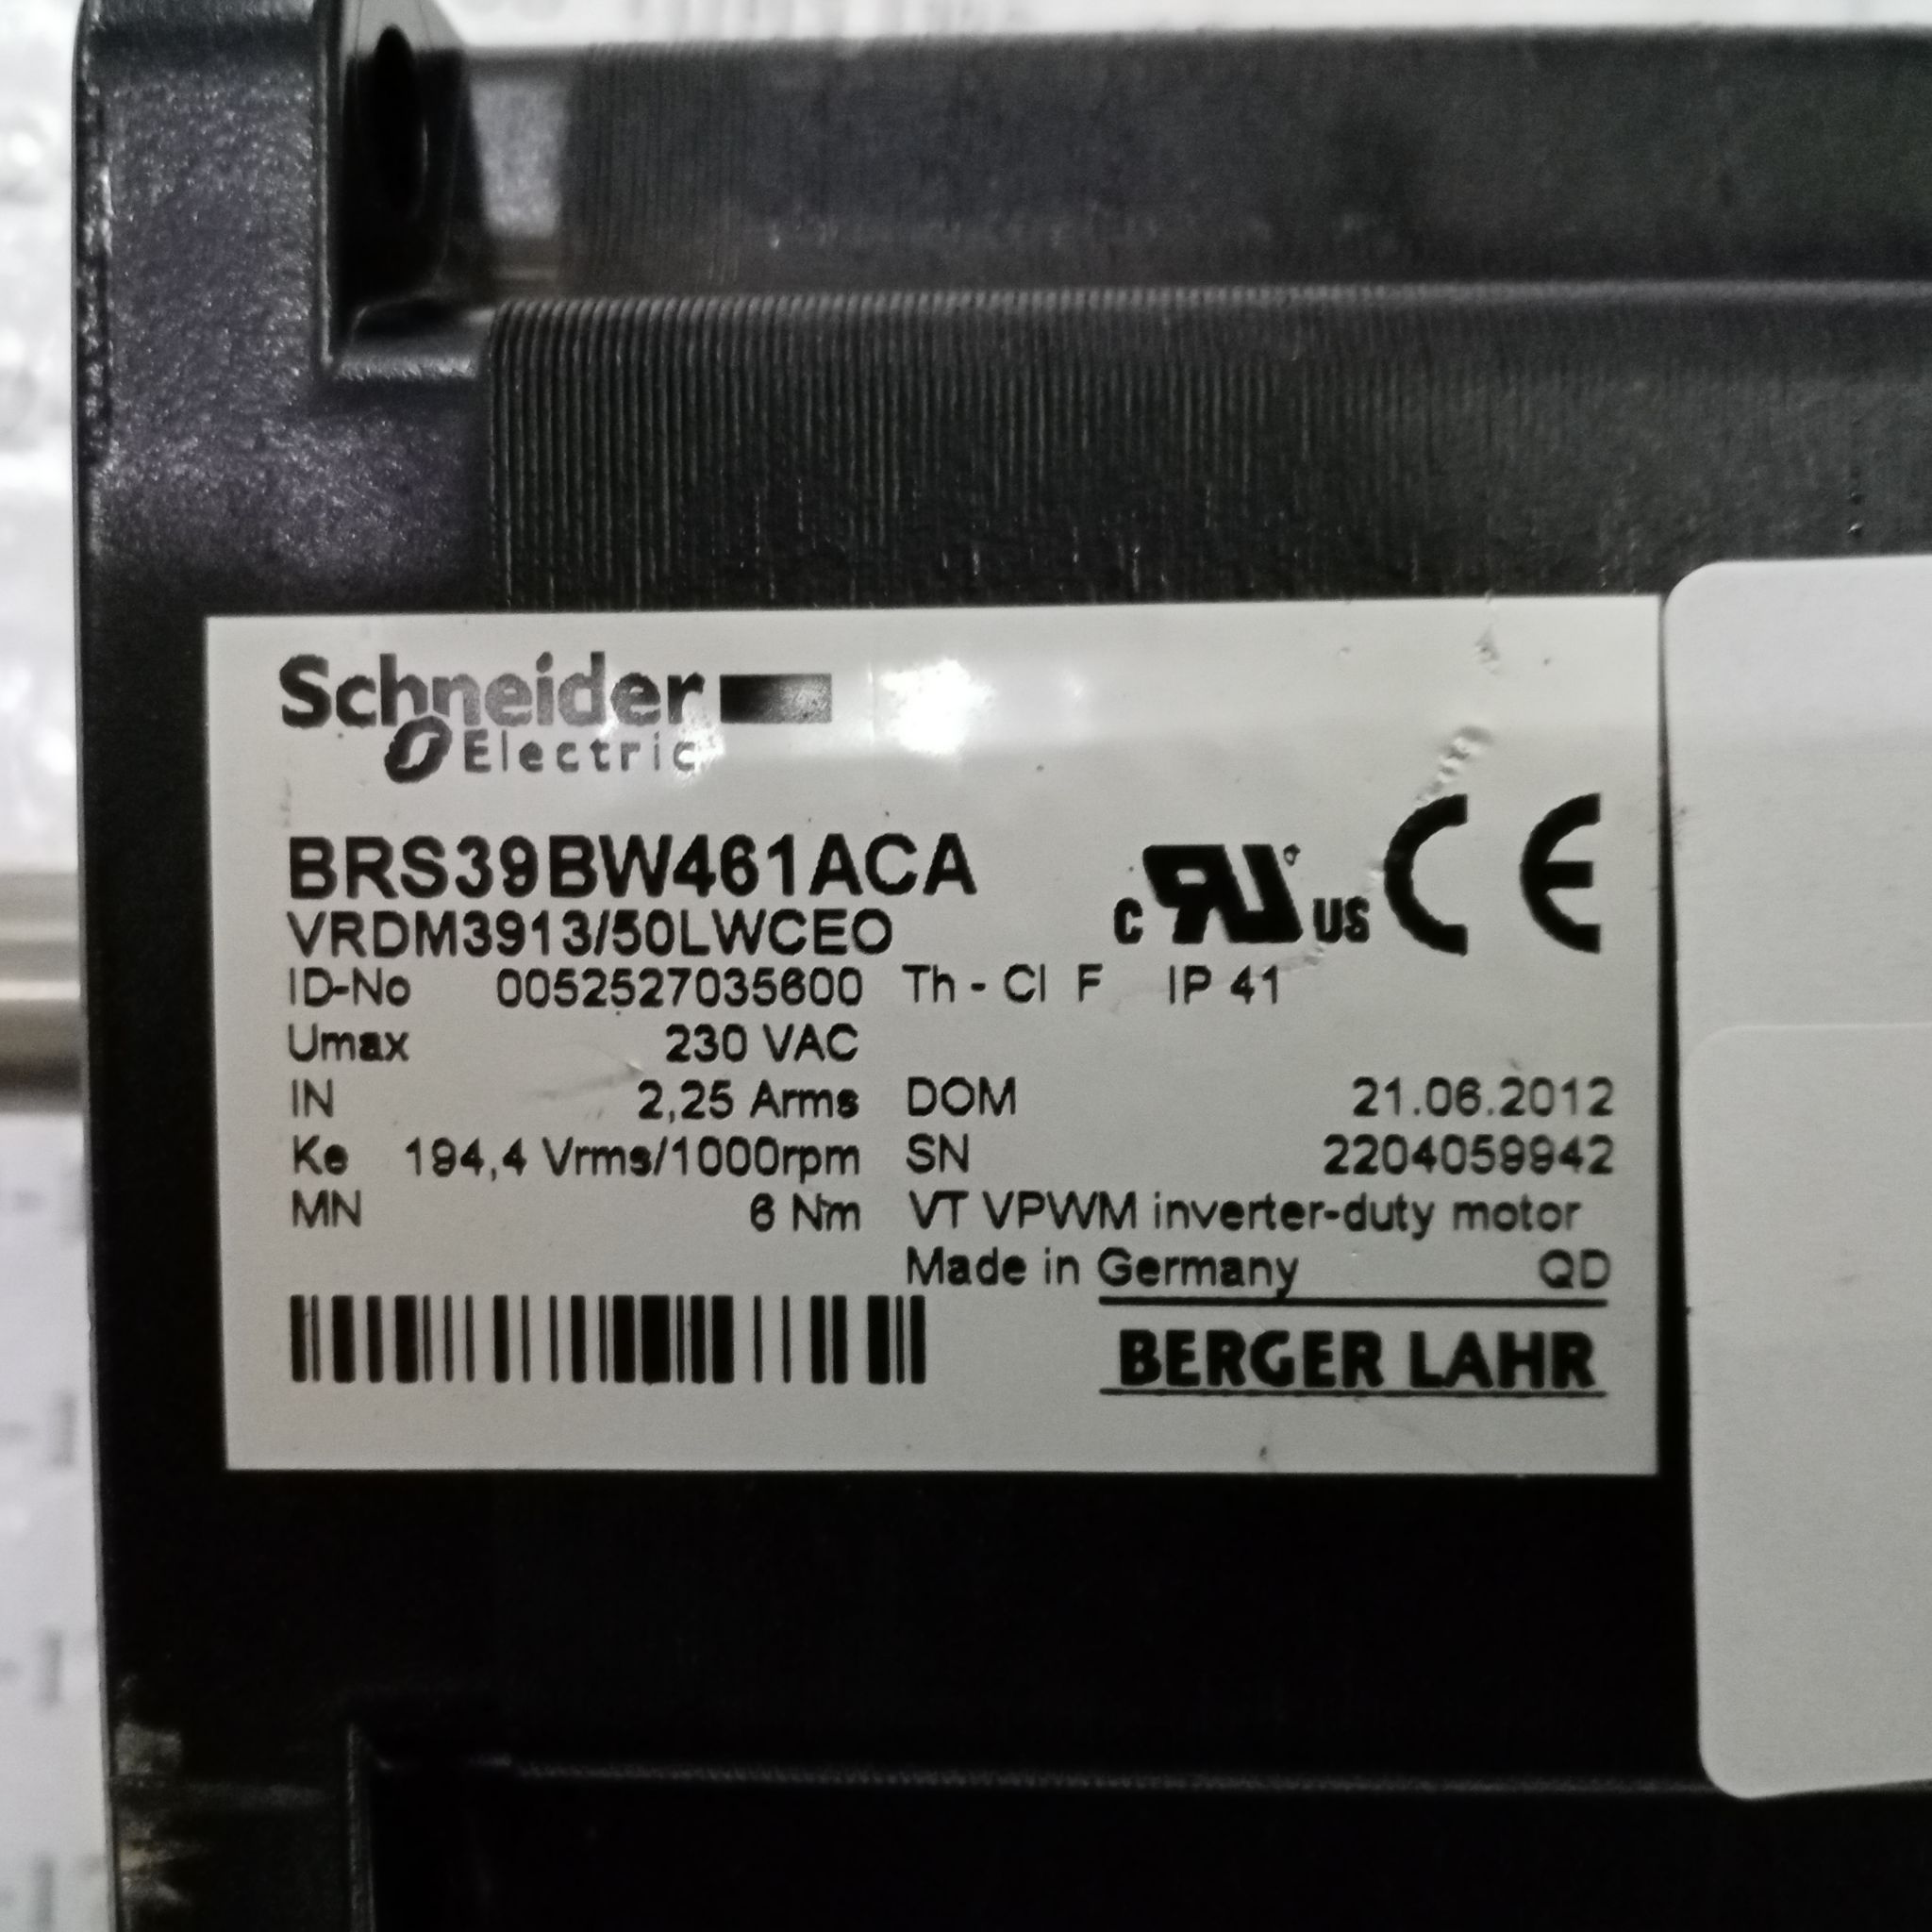 Schneider
Electric
BRS39BW461ACA
VRDM3913/50LWCEO
c RU US CE
ID-No 0052527035600 Th - Cl F IP 41
Umax 230 VAC
IN 2,25 Arms DOM 21.06.2012
Ke 194,4 Vrms/1000rpm SN 2204059942
MN 6 Nm VT VPWM inverter-duty motor
Made in Germany QD
BERGER LAHR